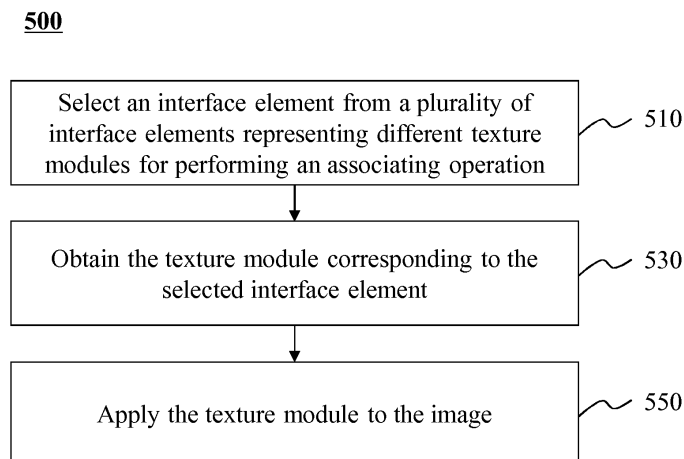 500
Select an interface element from a plurality of
interface elements representing different texture
modules for performing an associating operation
510
Obtain the texture module corresponding to the
selected interface element
530
Apply the texture module to the image
550